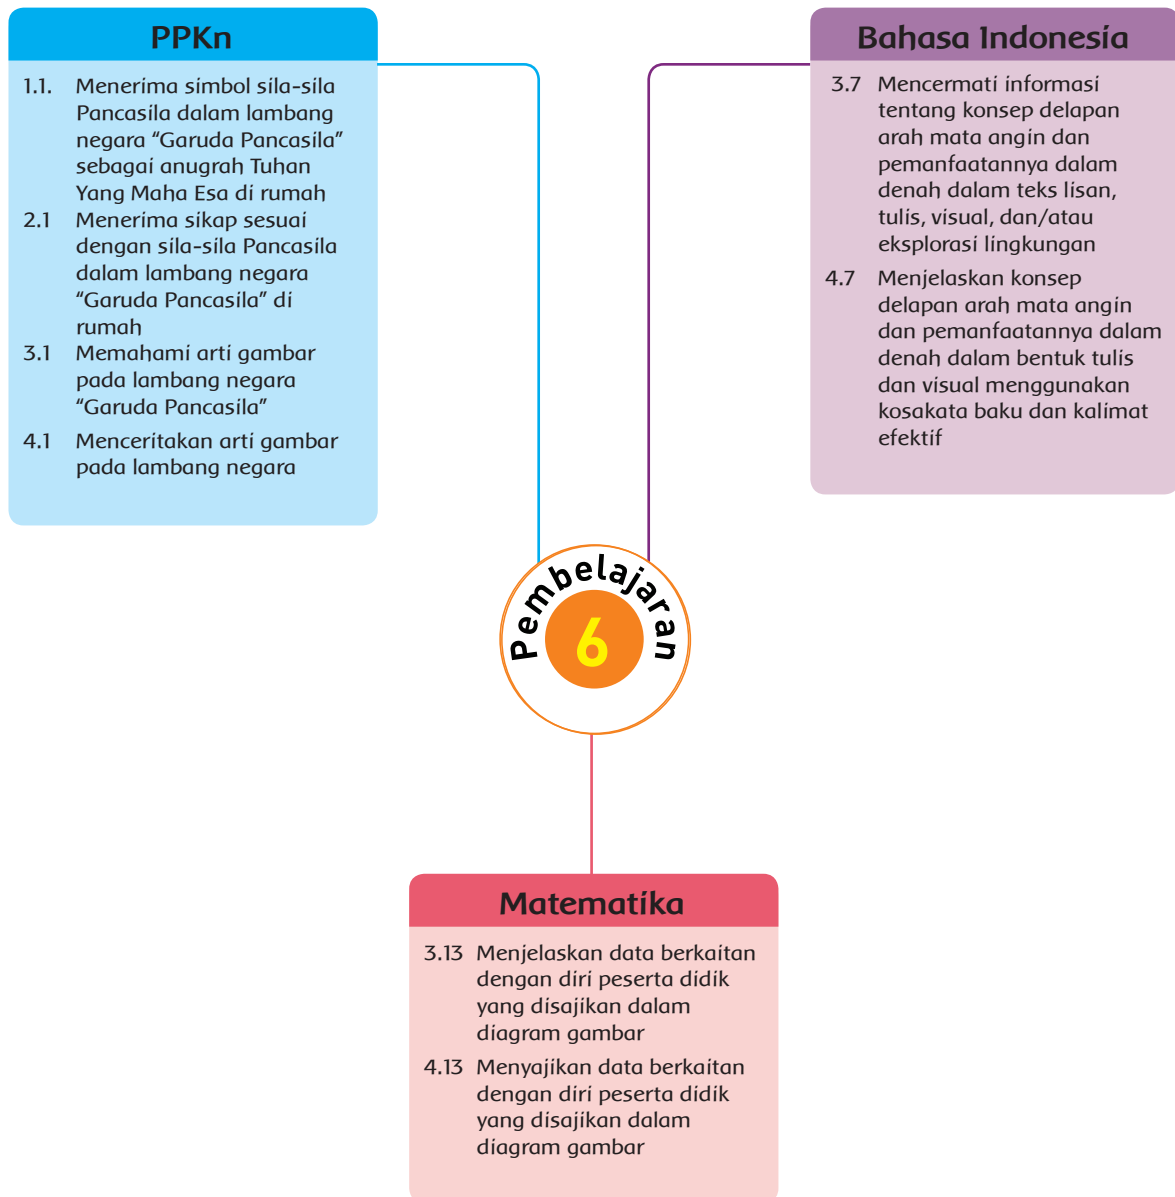 PPKn
1.1. Menerima simbol sila-sila
Pancasila dalam lambang
negara “Garuda Pancasila”
sebagai anugrah Tuhan
Yang Maha Esa di rumah
2.1 Menerima sikap sesuai
dengan sila-sila Pancasila
dalam lambang negara
“Garuda Pancasila” di
rumah
3.1 Memahami arti gambar
pada lambang negara
“Garuda Pancasila”
4.1 Menceritakan arti gambar
pada lambang negara
Bahasa Indonesia
3.7 Mencermati informasi
tentang konsep delapan
arah mata angin dan
pemanfaatannya dalam
denah dalam teks lisan,
tulis, visual, dan/atau
eksplorasi lingkungan
4.7 Menjelaskan konsep
delapan arah mata angin
dan pemanfaatannya dalam
denah dalam bentuk tulis
dan visual menggunakan
kosakata baku dan kalimat
efektif
Pembelajaran
6
Matematika
3.13 Menjelaskan data berkaitan
dengan diri peserta didik
yang disajikan dalam
diagram gambar
4.13 Menyajikan data berkaitan
dengan diri peserta didik
yang disajikan dalam
diagram gambar